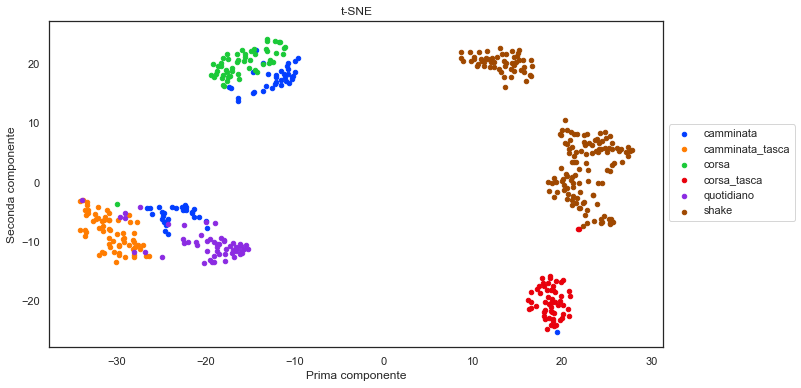 t-SNE
Seconda componente
20
10
0
−10
−20
−30
−20
−10
0
10
20
30
Prima componente
camminata
camminata_tasca
corsa
corsa_tasca
quotidiano
shake